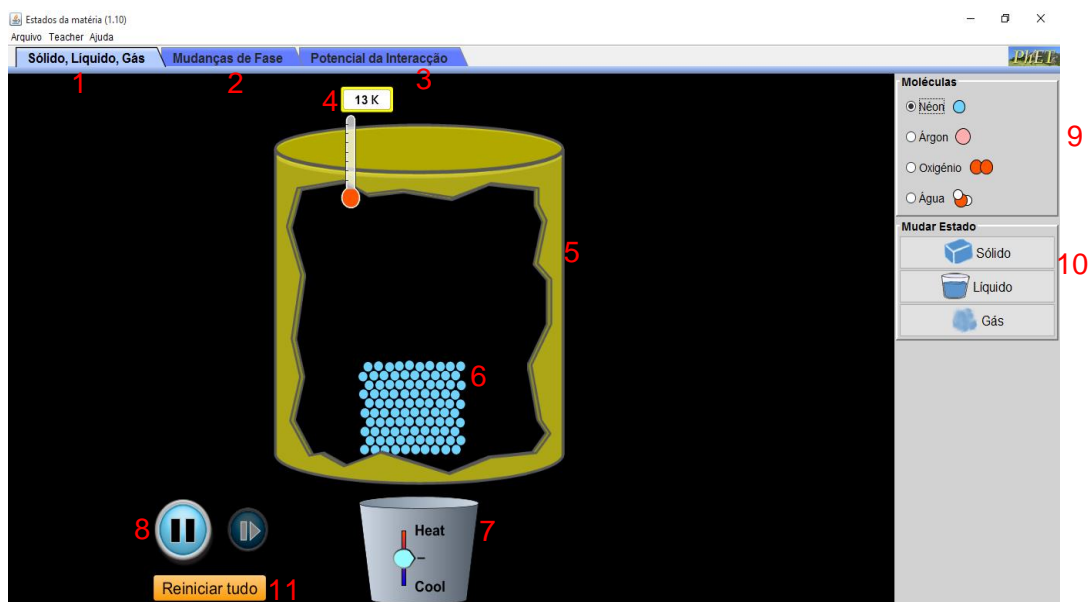 Estados da matéria (1.10)
Arquivo Teacher Ajuda
Sólido, Líquido, Gás Mudanças de Fase Potencial da Interacção
1 2 3
PhET
4 13 K
Moléculas
Néon
Árgon
Oxigénio
Água
9
Mudar Estado
Sólido
Líquido
Gás
10
5
6
7
Heat
Cool
8
Reiniciar tudo 11